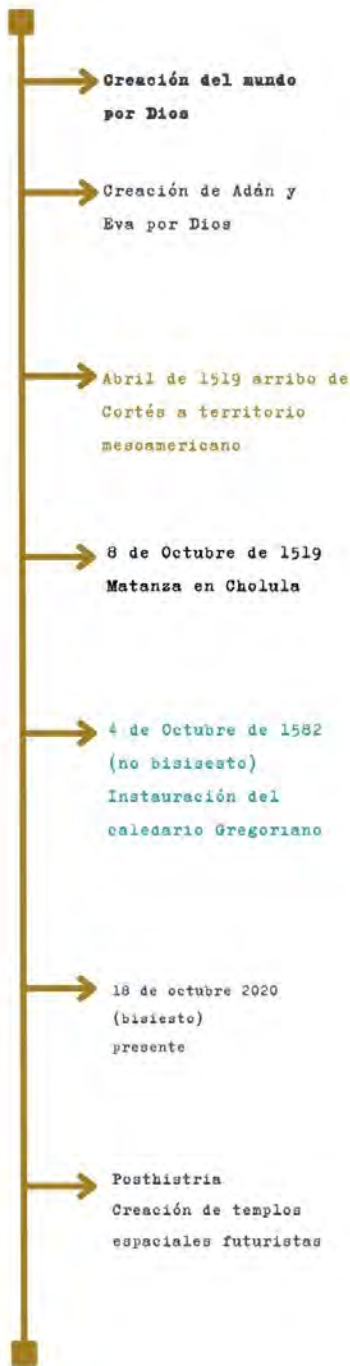 Creación del mundo
por Dios
Creación de Adán y
Eva por Dios
Abril de 1519 arribo de
Cortés a territorio
mesoamericano
8 de Octubre de 1519
Matanza en Cholula
4 de Octubre de 1582
(no bisisesto)
Instauración del
caledario Gregoriano
18 de octubre 2020
(bisiesto)
presente
Posthistria
Creación de templos
espaciales futuristas